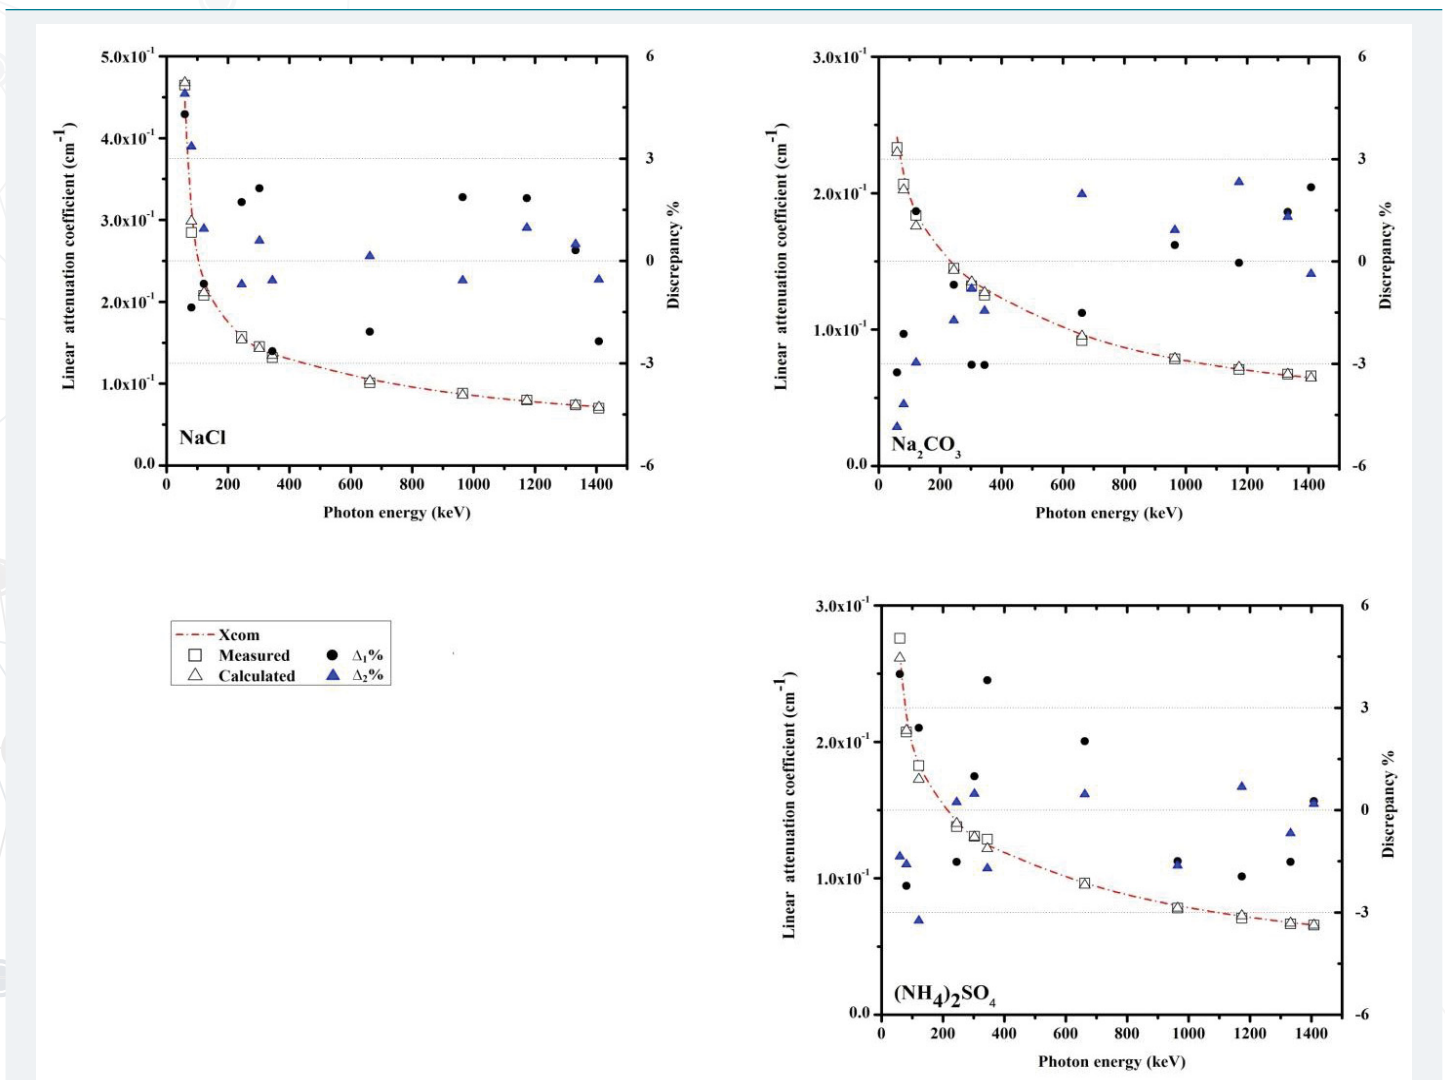 5.0x10⁻¹
4.0x10⁻¹
3.0x10⁻¹
2.0x10⁻¹
1.0x10⁻¹
0.0
Linear attenuation coefficient (cm⁻¹)
6
3
0
-3
-6
Discrepancy %
NaCl
0 200 400 600 800 1000 1200 1400
Photon energy (keV)
3.0x10⁻¹
2.0x10⁻¹
1.0x10⁻¹
0.0
Linear attenuation coefficient (cm⁻¹)
6
3
0
-3
-6
Discrepancy %
Na₂CO₃
0 200 400 600 800 1000 1200 1400
Photon energy (keV)
Xcom
Measured Δ₁%
Calculated Δ₂%
3.0x10⁻¹
2.0x10⁻¹
1.0x10⁻¹
0.0
Linear attenuation coefficient (cm⁻¹)
6
3
0
-3
-6
Discrepancy %
(NH₄)₂SO₄
0 200 400 600 800 1000 1200 1400
Photon energy (keV)